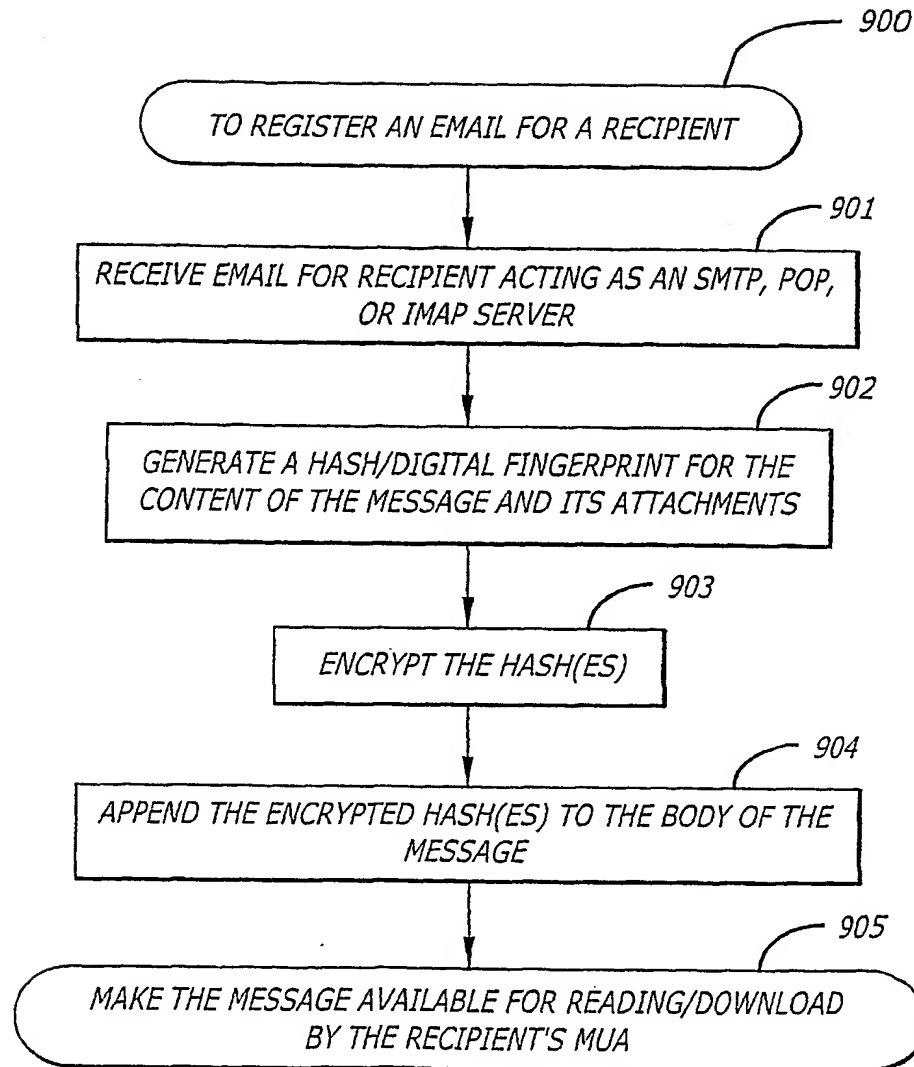 900
TO REGISTER AN EMAIL FOR A RECIPIENT
901
RECEIVE EMAIL FOR RECIPIENT ACTING AS AN SMTP, POP,
OR IMAP SERVER
902
GENERATE A HASH/DIGITAL FINGERPRINT FOR THE
CONTENT OF THE MESSAGE AND ITS ATTACHMENTS
903
ENCRYPT THE HASH(ES)
904
APPEND THE ENCRYPTED HASH(ES) TO THE BODY OF THE
MESSAGE
905
MAKE THE MESSAGE AVAILABLE FOR READING/DOWNLOAD
BY THE RECIPIENT'S MUA